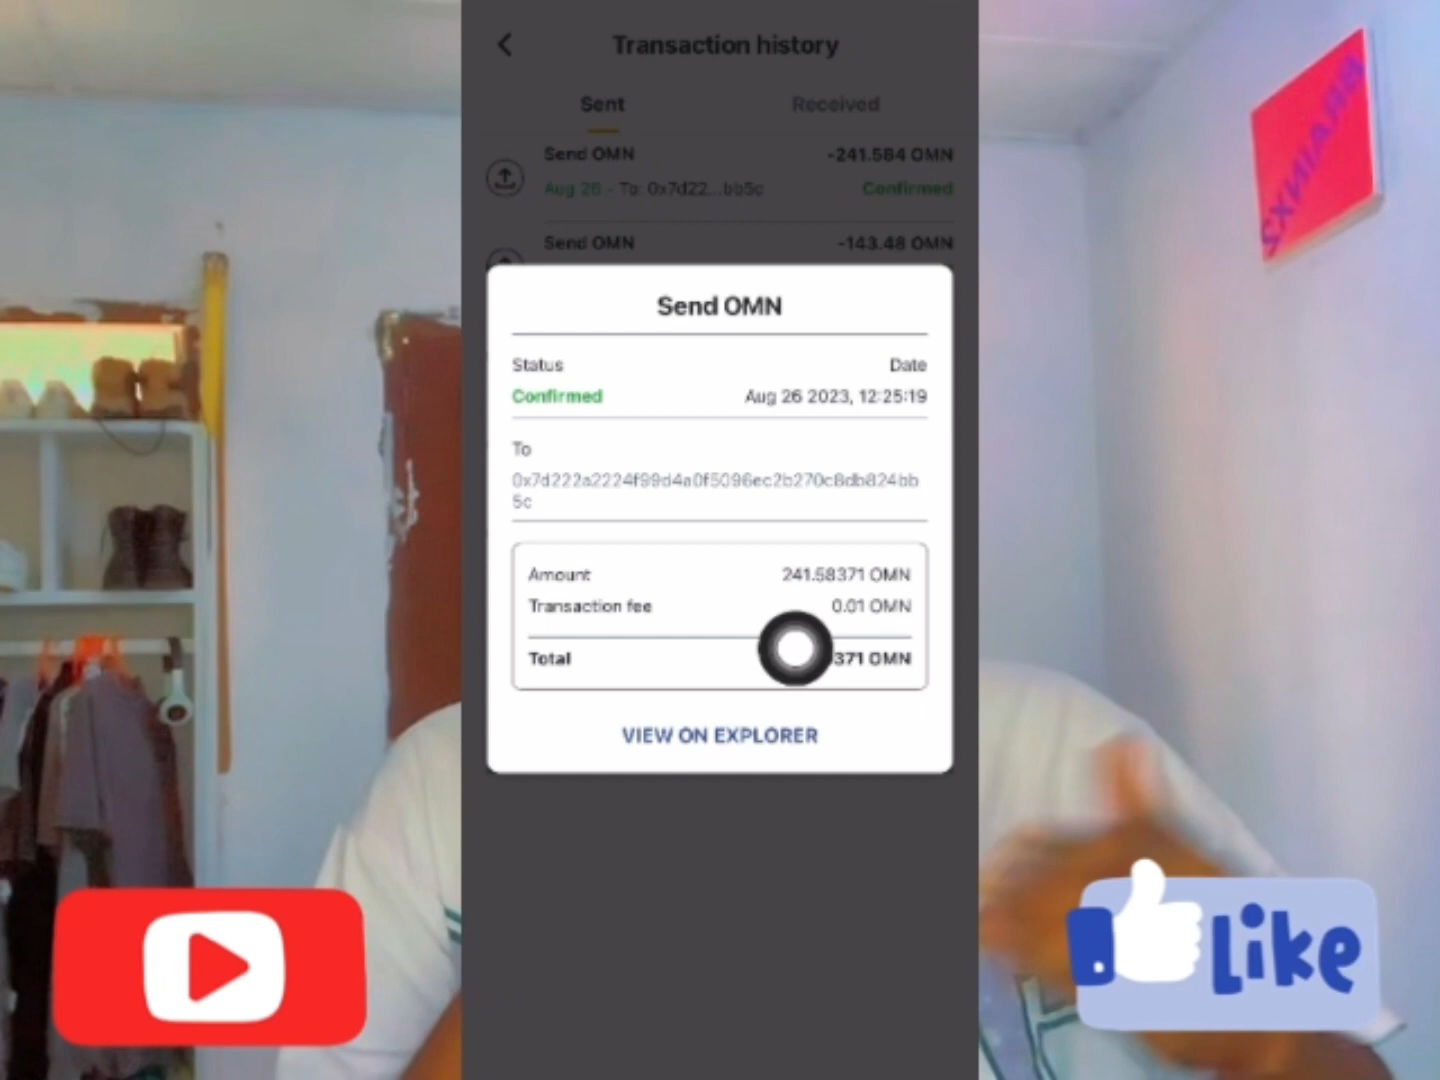 Transaction history
Sent Received
Send OMN -241.584 OMN
Aug 26 - To: 0x7d22...bb5c Confirmed
Send OMN -143.48 OMN
Send OMN
Status Date
Confirmed Aug 26 2023, 12:25:19
To
0x7d222a2224f99d4a0f5096ec2b270c8db824bb
5c
Amount 241.58371 OMN
Transaction fee 0.01 OMN
Total 371 OMN
VIEW ON EXPLORER
BRAINXZ
Like